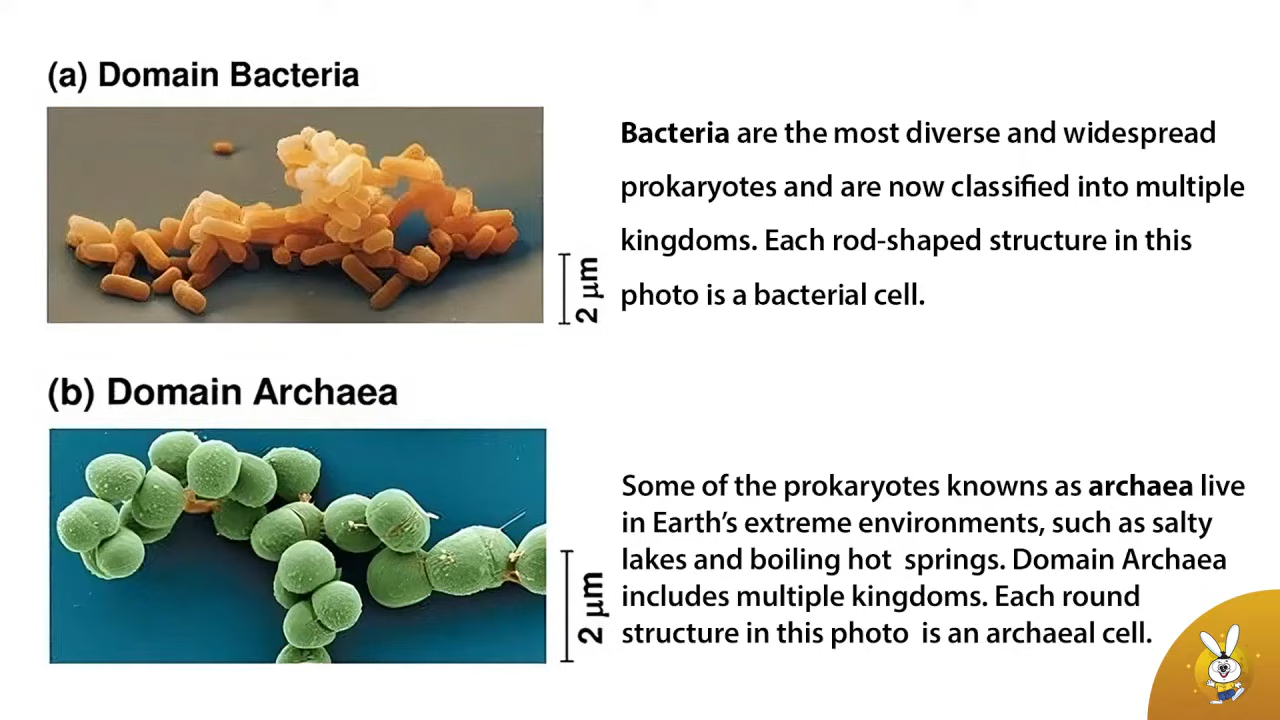 (a) Domain Bacteria
Bacteria are the most diverse and widespread
prokaryotes and are now classified into multiple
kingdoms. Each rod-shaped structure in this
photo is a bacterial cell.
2 μm
(b) Domain Archaea
Some of the prokaryotes knowns as archaea live
in Earth’s extreme environments, such as salty
lakes and boiling hot springs. Domain Archaea
includes multiple kingdoms. Each round
structure in this photo is an archaeal cell.
2 μm